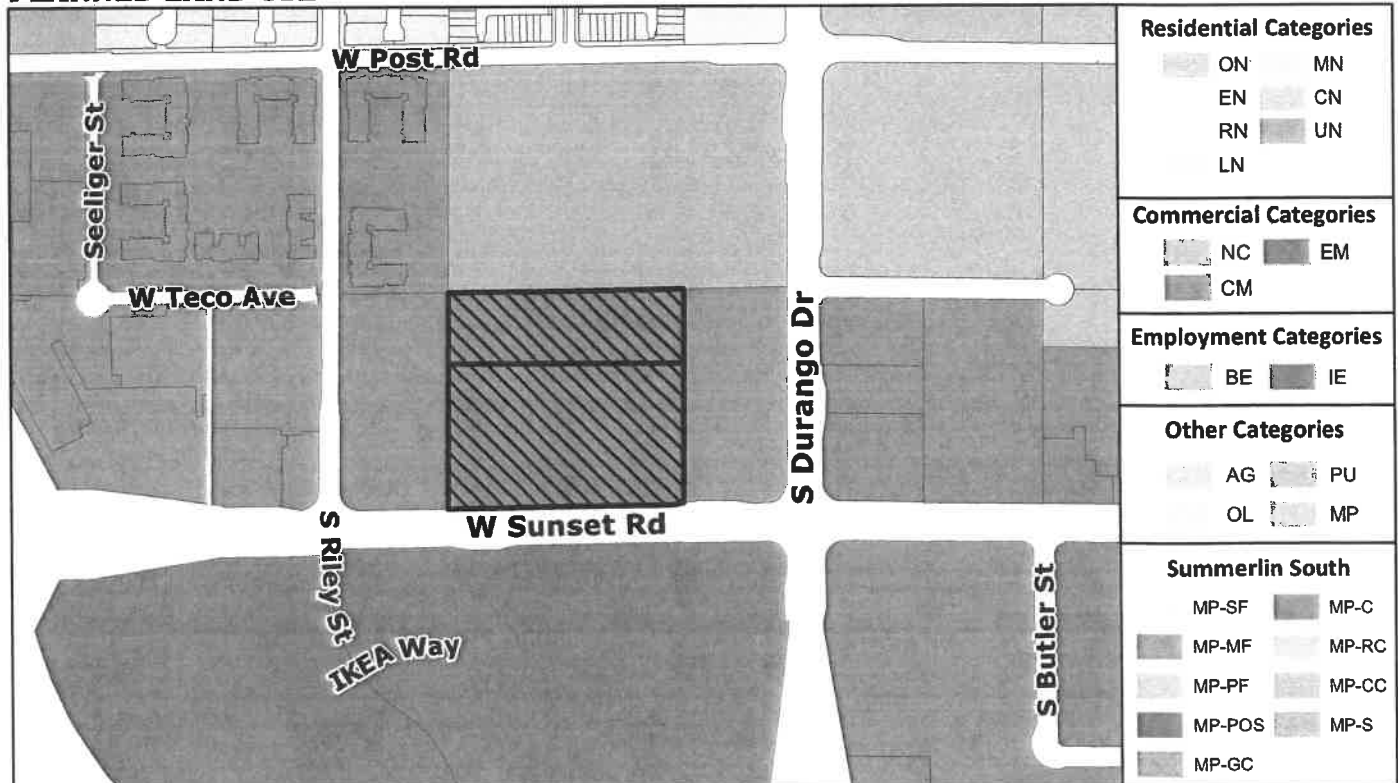 W Post Rd
Seeliger St
W Teco Ave
S Durango Dr
W Sunset Rd
S Riley St
IKEA Way
S Butler St
Residential Categories
ON MN
EN CN
RN UN
LN
Commercial Categories
NC EM
CM
Employment Categories
BE IE
Other Categories
AG PU
OL MP
Summerlin South
MP-SF MP-C
MP-MF MP-RC
MP-PF MP-CC
MP-POS MP-S
MP-GC